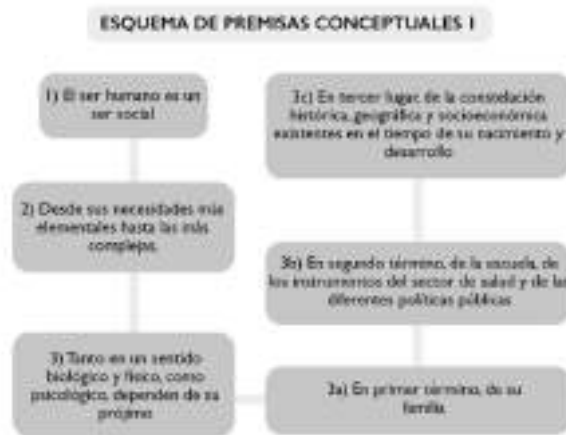 ESQUEMA DE PREMISAS CONCEPTUALES I
1) El ser humano es un
ser social
2) Desde sus necesidades más
elementales hasta las más
complejas.
3) Tanto en un sentido
biológico y físico, como
psicológico, dependen de su
prójimo
3a) En primer término, de su
familia.
3b) En segundo término, de la escuela, de
los instrumentos del sector de salud y de las
diferentes políticas públicas
3c) En tercer lugar, de la constelación
histórica, geográfica y socioeconómica
existentes en el tiempo de su nacimiento y
desarrollo